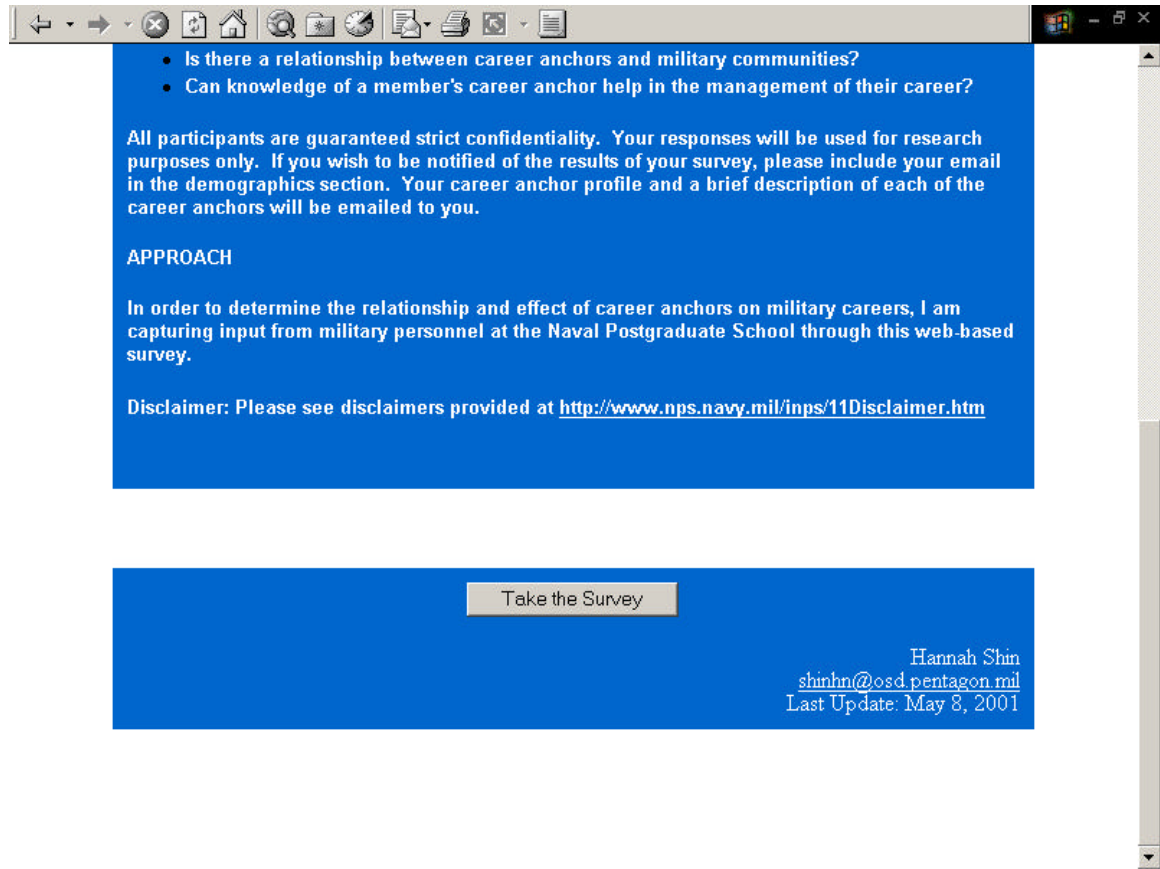 Is there a relationship between career anchors and military communities?
Can knowledge of a member's career anchor help in the management of their career?
All participants are guaranteed strict confidentiality. Your responses will be used for research
purposes only. If you wish to be notified of the results of your survey, please include your email
in the demographics section. Your career anchor profile and a brief description of each of the
career anchors will be emailed to you.
APPROACH
In order to determine the relationship and effect of career anchors on military careers, I am
capturing input from military personnel at the Naval Postgraduate School through this web-based
survey.
Disclaimer: Please see disclaimers provided at http://www.nps.navy.mil/inps/11Disclaimer.htm
Take the Survey
Hannah Shin
shinhn@osd.pentagon.mil
Last Update: May 8, 2001